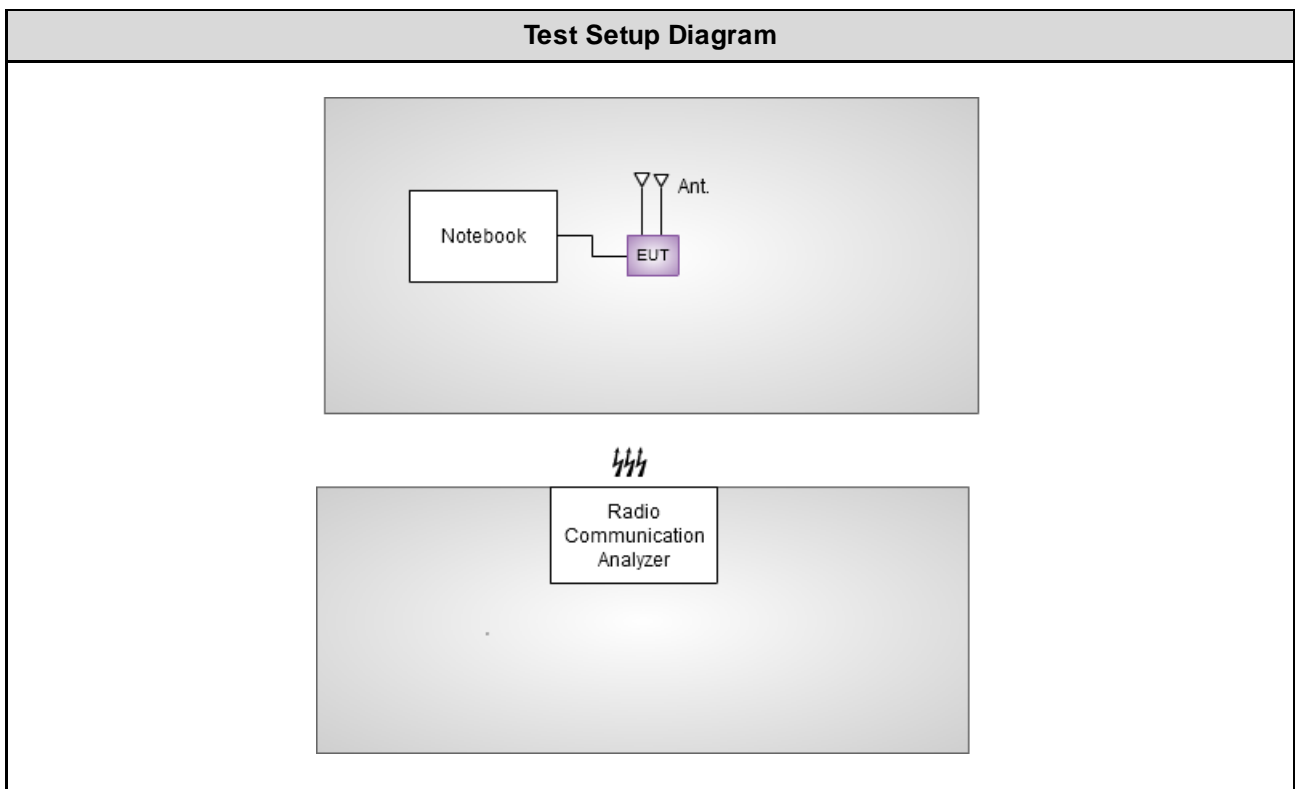 Test Setup Diagram
Ant.
Notebook
EUT
Radio
Communication
Analyzer